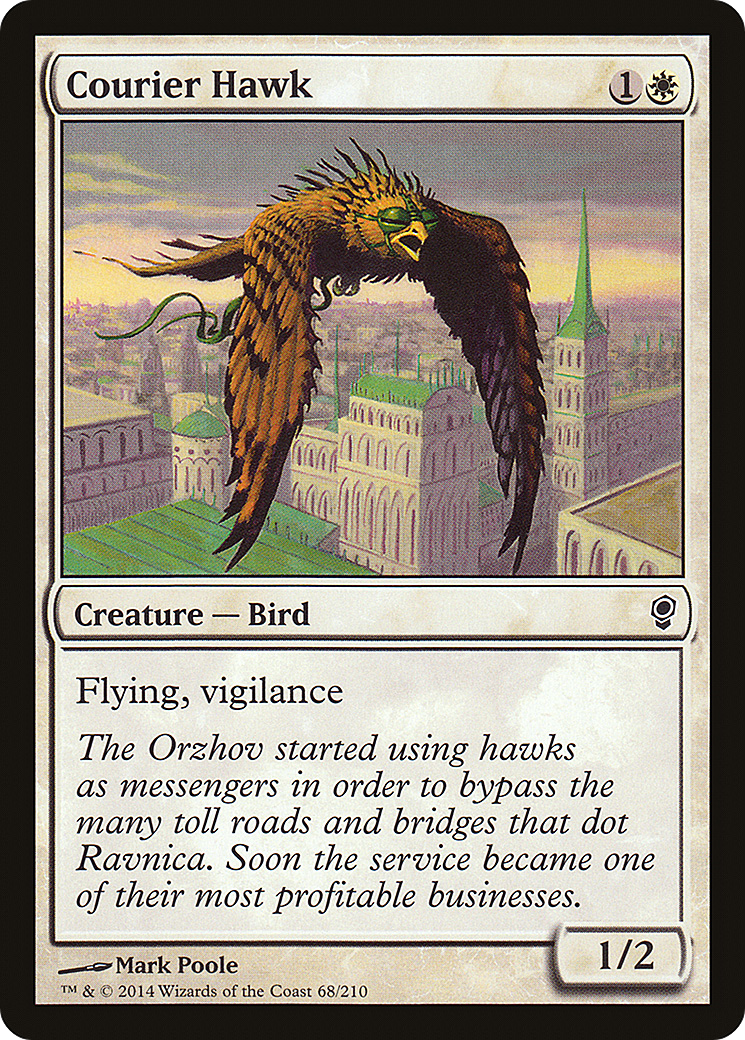 Courier Hawk 1
Creature — Bird
Flying, vigilance
The Orzhov started using hawks
as messengers in order to bypass the
many toll roads and bridges that dot
Ravnica. Soon the service became one
of their most profitable businesses.
1/2
Mark Poole
™ & © 2014 Wizards of the Coast 68/210